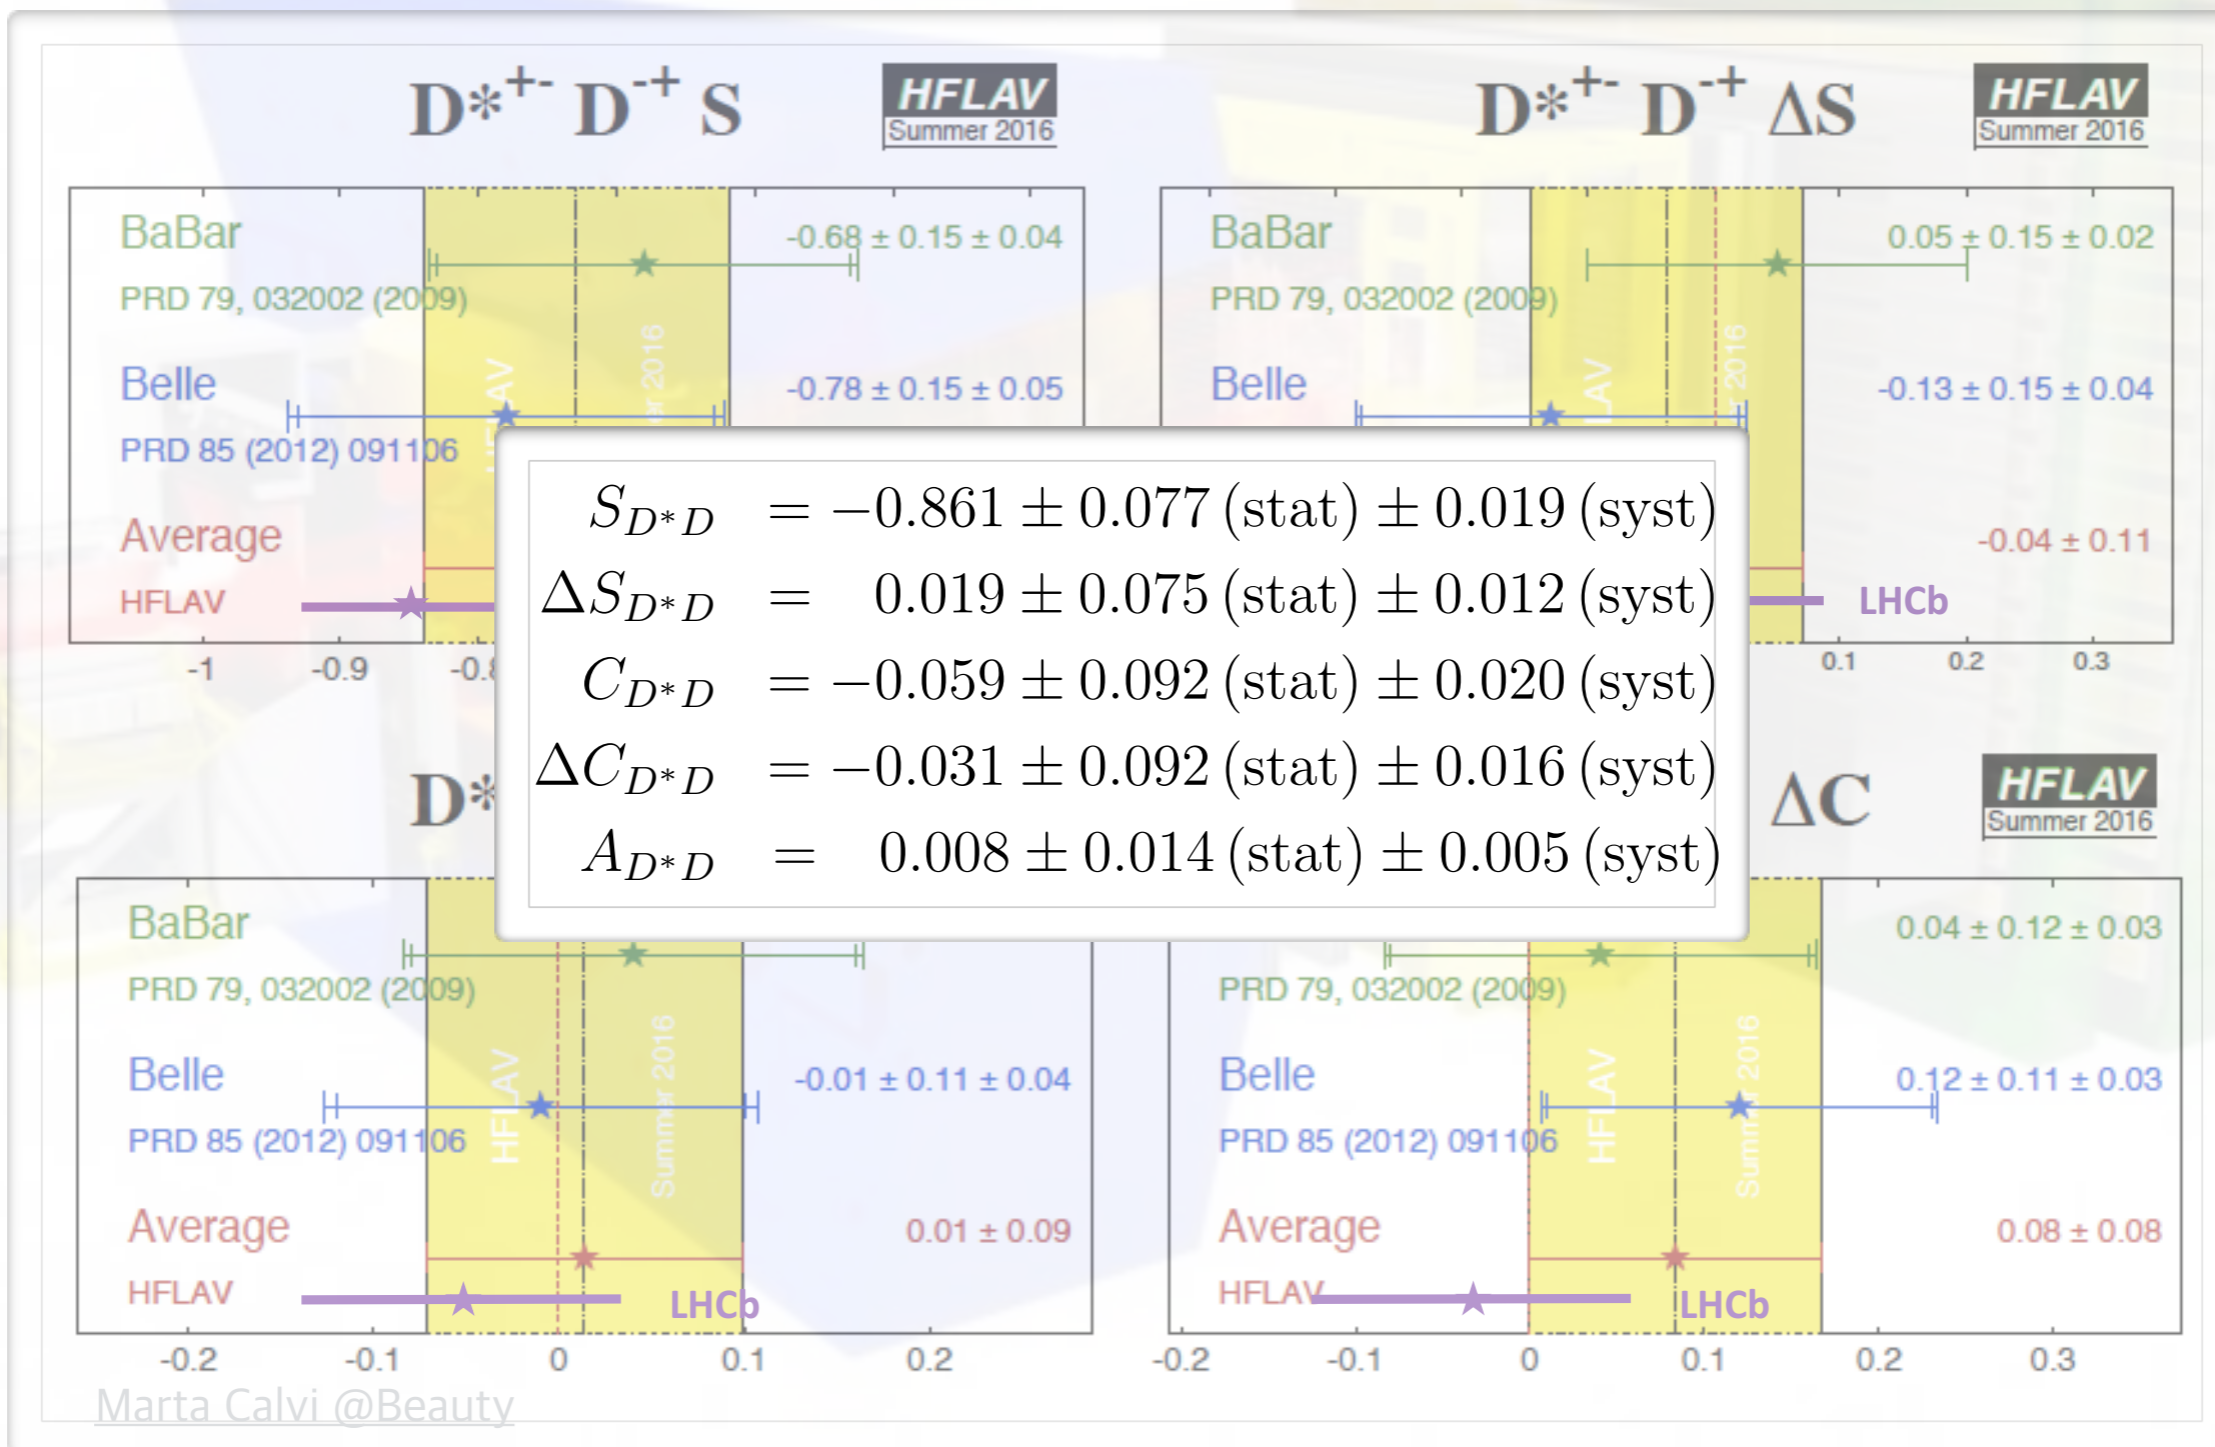 D*+- D-+ S
HFLAV
Summer 2016
BaBar
-0.68 ± 0.15 ± 0.04
PRD 79, 032002 (2009)
Belle
-0.78 ± 0.15 ± 0.05
PRD 85 (2012) 091106
Average
HFLAV
-1 -0.9
D*+- D-+ ΔS
HFLAV
Summer 2016
BaBar
0.05 ± 0.15 ± 0.02
PRD 79, 032002 (2009)
Belle
-0.13 ± 0.15 ± 0.04
-0.04 ± 0.11
LHCb
0.1 0.2 0.3
S_{D*D} = −0.861 ± 0.077 (stat) ± 0.019 (syst)
ΔS_{D*D} = 0.019 ± 0.075 (stat) ± 0.012 (syst)
C_{D*D} = −0.059 ± 0.092 (stat) ± 0.020 (syst)
ΔC_{D*D} = −0.031 ± 0.092 (stat) ± 0.016 (syst)
A_{D*D} = 0.008 ± 0.014 (stat) ± 0.005 (syst)
D*
BaBar
PRD 79, 032002 (2009)
Belle
-0.01 ± 0.11 ± 0.04
PRD 85 (2012) 091106
HFLAV
Summer 2016
Average
0.01 ± 0.09
HFLAV
LHCb
-0.2 -0.1 0 0.1 0.2
ΔC
HFLAV
Summer 2016
0.04 ± 0.12 ± 0.03
PRD 79, 032002 (2009)
Belle
0.12 ± 0.11 ± 0.03
PRD 85 (2012) 091106
HFLAV
Summer 2016
Average
0.08 ± 0.08
HFLAV
LHCb
-0.2 -0.1 0 0.1 0.2 0.3
Marta Calvi @Beauty